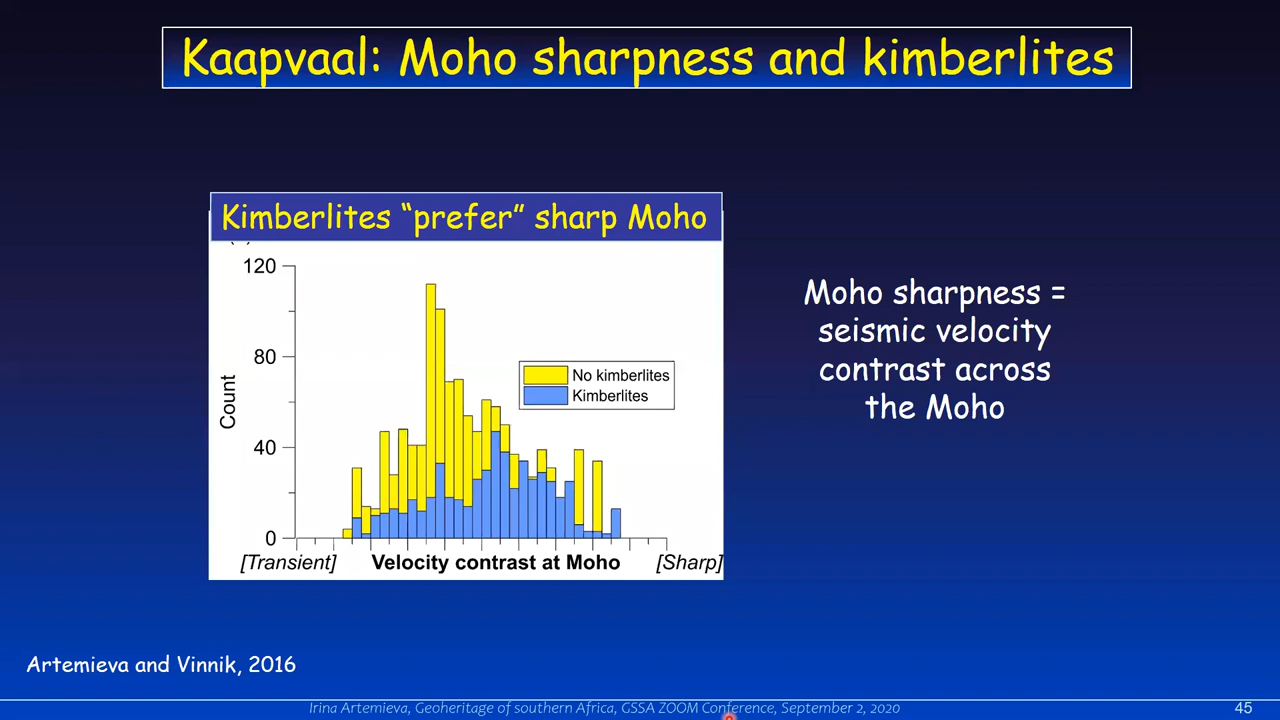 Kaapvaal: Moho sharpness and kimberlites
Kimberlites “prefer” sharp Moho
120
80
40
0
Count
No kimberlites
Kimberlites
[Transient]
Velocity contrast at Moho
[Sharp]
Moho sharpness =
seismic velocity
contrast across
the Moho
Artemieva and Vinnik, 2016
Irina Artemieva, Geoheritage of southern Africa, GSSA ZOOM Conference, September 2, 2020
45